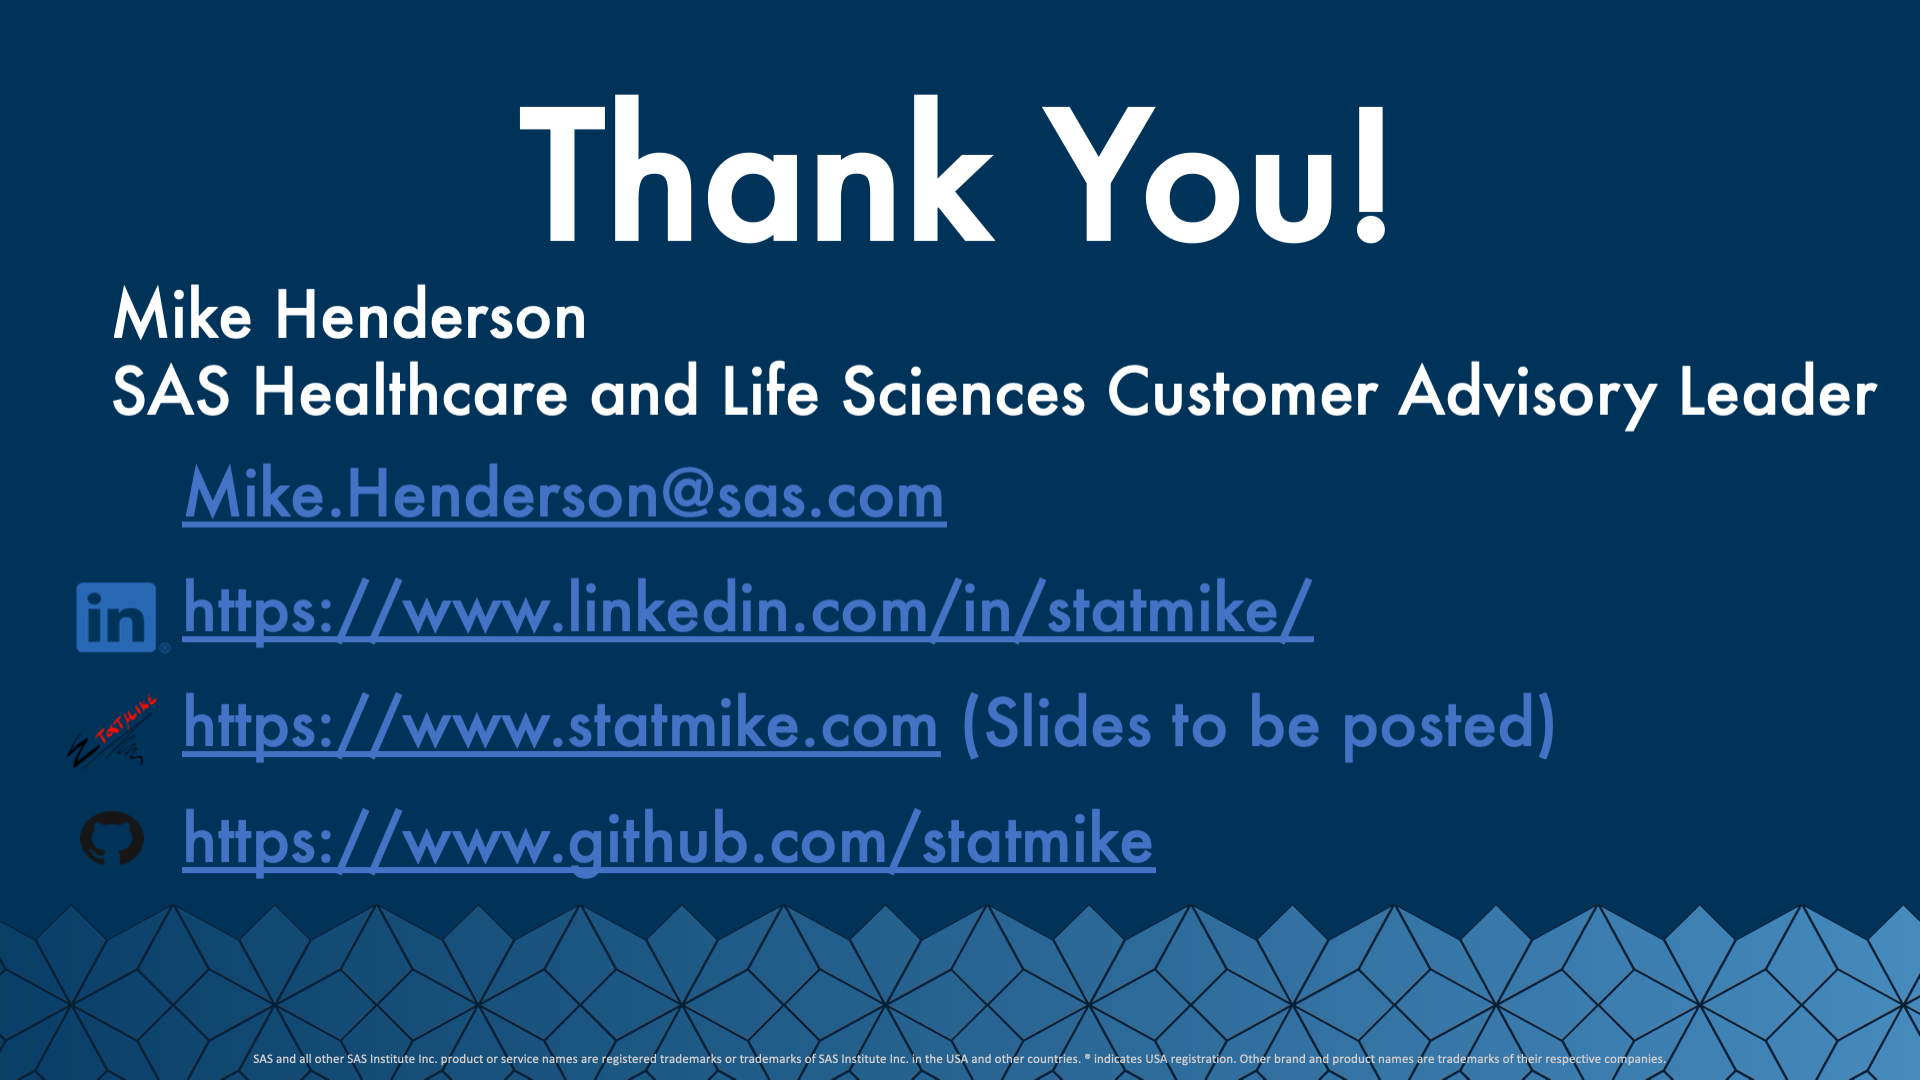 Thank You!
Mike Henderson
SAS Healthcare and Life Sciences Customer Advisory Leader
Mike.Henderson@sas.com
in ®
https://www.linkedin.com/in/statmike/
STATMIKE
https://www.statmike.com (Slides to be posted)
https://www.github.com/statmike
SAS and all other SAS Institute Inc. product or service names are registered trademarks or trademarks of SAS Institute Inc. in the USA and other countries. ® indicates USA registration. Other brand and product names are trademarks of their respective companies.